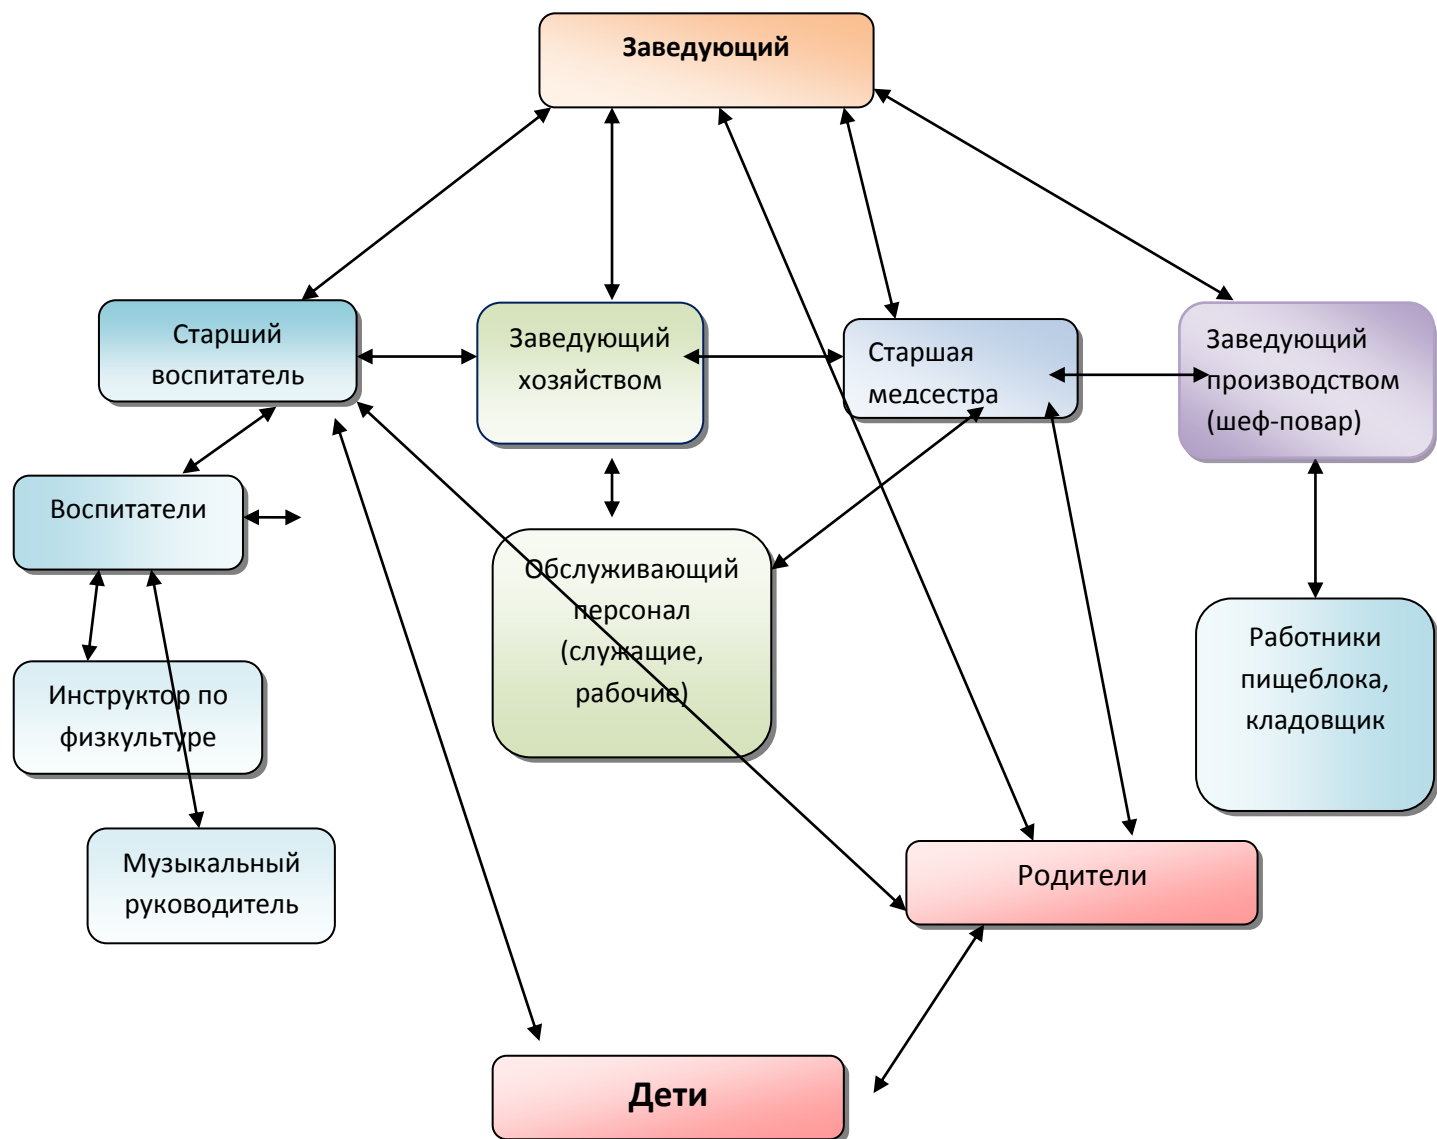 Заведующий
Старший
воспитатель
Заведующий
хозяйством
Старшая
медсестра
Заведующий
производством
(шеф-повар)
Воспитатели
Обслуживающий
персонал
(служащие,
рабочие)
Работники
пищеблока,
кладовщик
Инструктор по
физкультуре
Музыкальный
руководитель
Родители
Дети